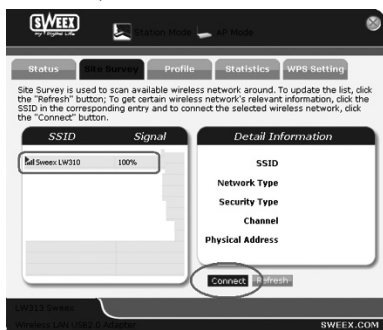 SWEEX
my Digital Life
Station Mode AP Mode
Status Site Survey Profile Statistics WPS Setting
Site Survey is used to scan available wireless network around. To update the list, click
the "Refresh" button; To get certain wireless network's relevant information, click the
SSID in the corresponding entry and to connect the selected wireless network, click
the "Connect" button.
SSID Signal
Sweex LW310 100%
Detail Information
SSID
Network Type
Security Type
Channel
Physical Address
Connect Refresh
LW313 Sweex
Wireless LAN USB2.0 Adapter
SWEEX.COM